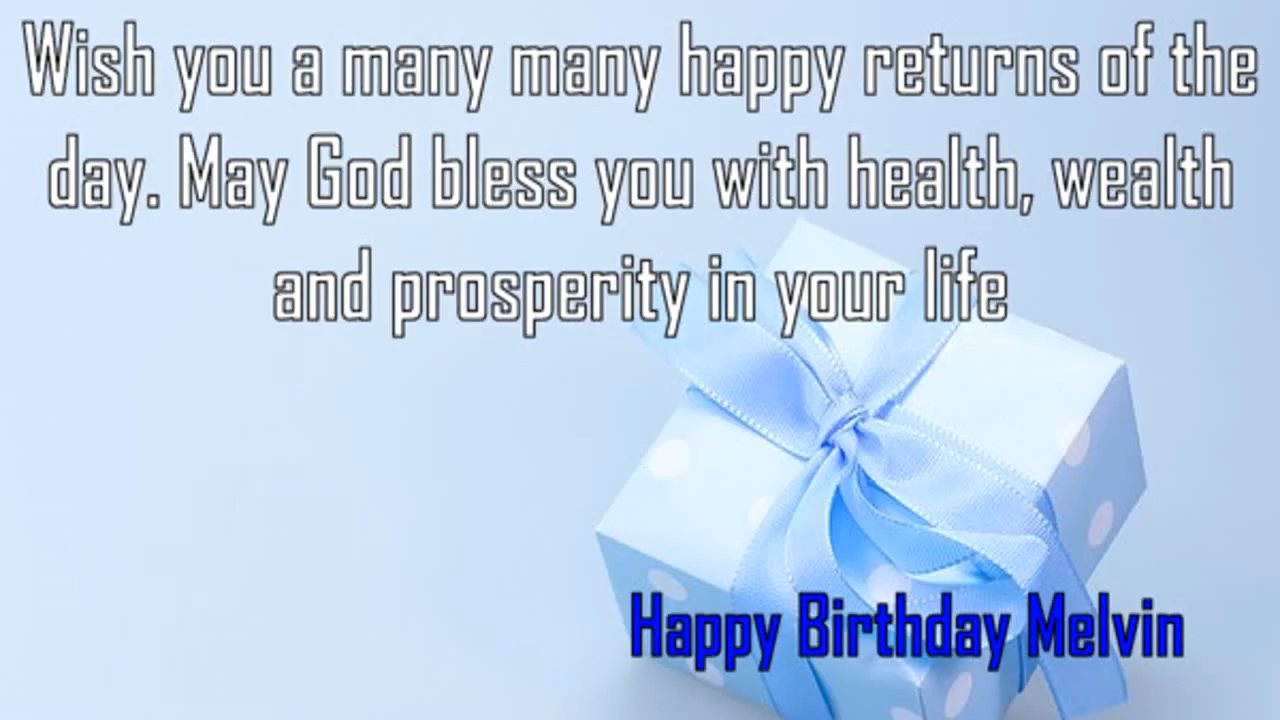 Wish you a many many happy returns of the
day. May God bless you with health, wealth
and prosperity in your life
Happy Birthday Melvin